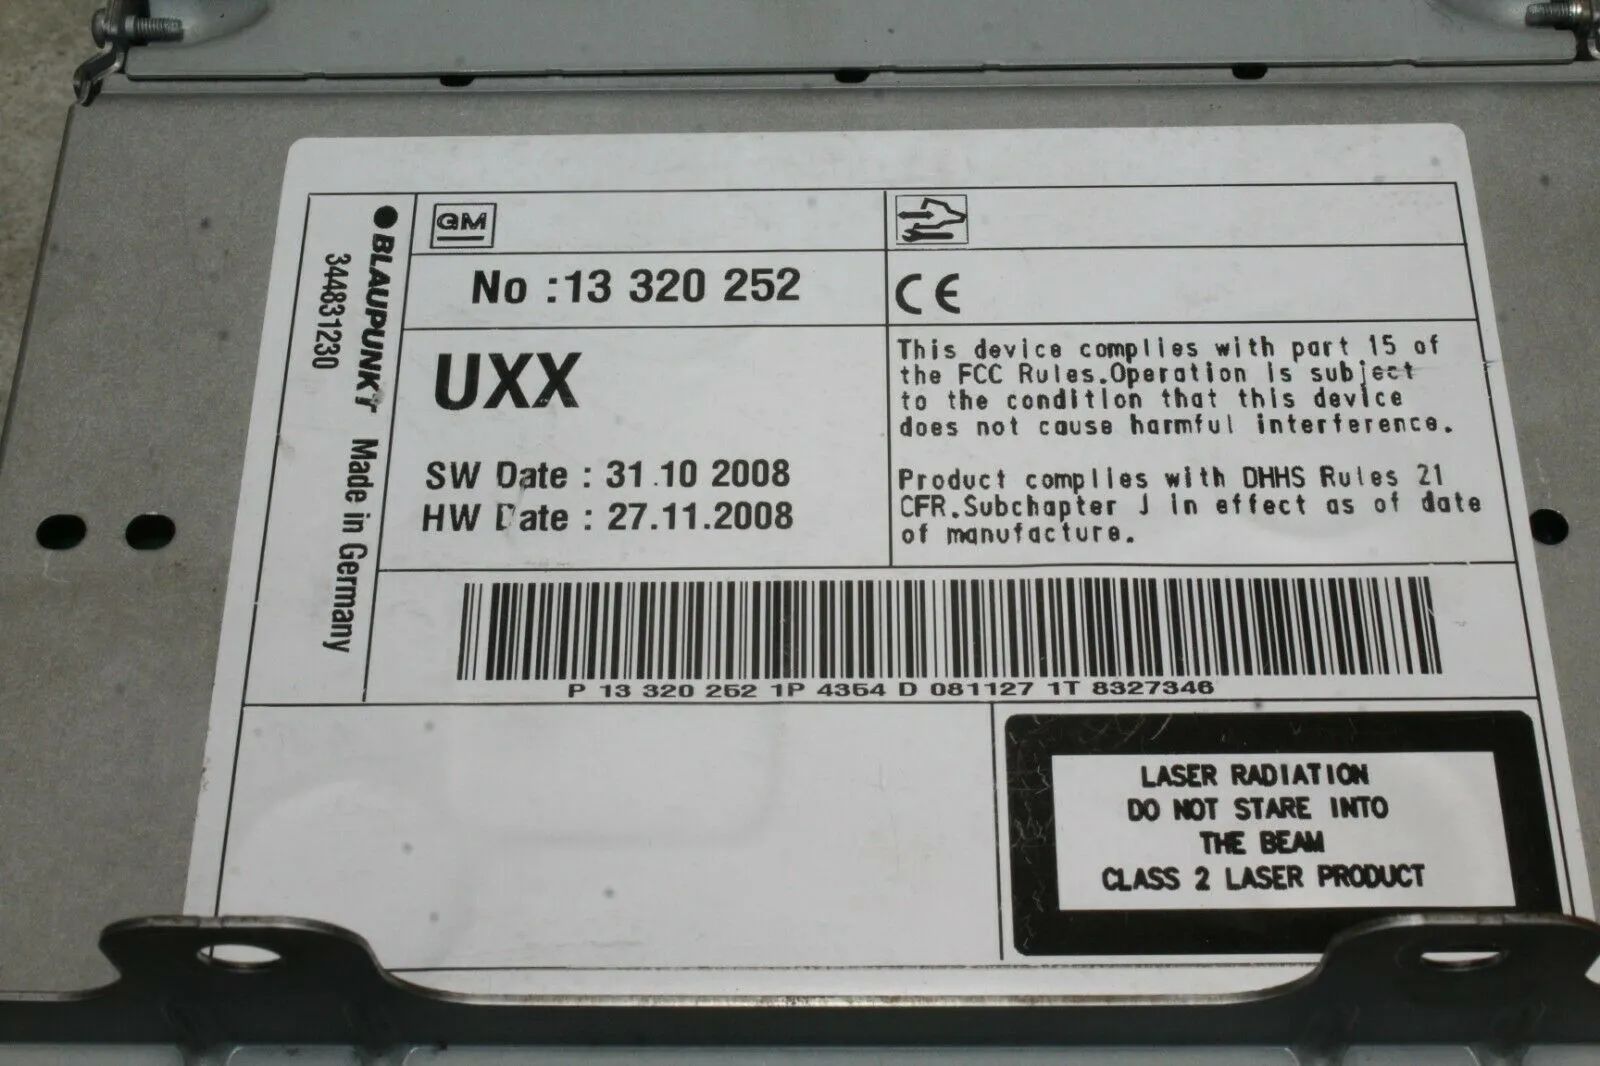 BLAUPUNKT Made in Germany
344831230
GM
No :13 320 252
UXX
SW Date : 31.10 2008
HW Date : 27.11.2008
CE
This device complies with part 15 of
the FCC Rules.Operation is subject
to the condition that this device
does not cause harmful interference.
Product complies with DHHS Rules 21
CFR.Subchapter J in effect as of date
of manufacture.
P 13 320 252 1P 4354 D 081127 1T 8327346
LASER RADIATION
DO NOT STARE INTO
THE BEAM
CLASS 2 LASER PRODUCT